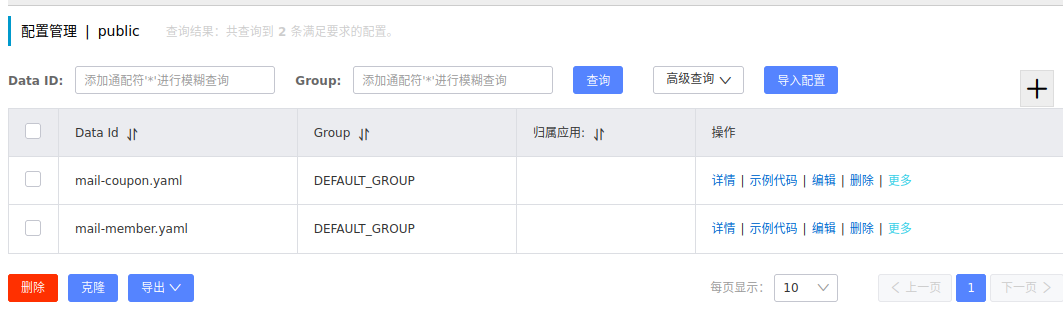 配置管理 | public 查询结果：共查询到 2 条满足要求的配置。
Data ID: 添加通配符'*'进行模糊查询 Group: 添加通配符'*'进行模糊查询 查询 高级查询 导入配置
Data Id Group 归属应用: 操作
mail-coupon.yaml DEFAULT_GROUP 详情 | 示例代码 | 编辑 | 删除 | 更多
mail-member.yaml DEFAULT_GROUP 详情 | 示例代码 | 编辑 | 删除 | 更多
删除 克隆 导出 每页显示： 10 上一页 1 下一页